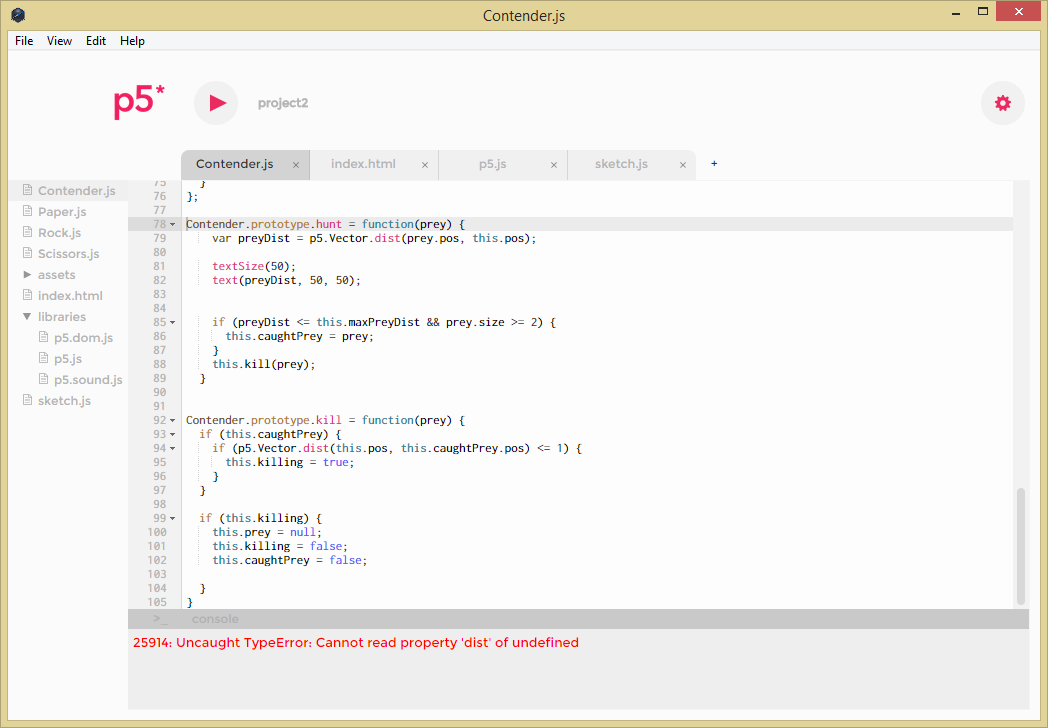 Contender.js
File View Edit Help
p5*
project2
Contender.js × index.html × p5.js × sketch.js × +
Contender.js
Paper.js
Rock.js
Scissors.js
assets
index.html
libraries
p5.dom.js
p5.js
p5.sound.js
sketch.js
75 }
76 };
77
78 Contender.prototype.hunt = function(prey) {
79 var preyDist = p5.Vector.dist(prey.pos, this.pos);
80
81 textSize(50);
82 text(preyDist, 50, 50);
83
84
85 if (preyDist <= this.maxPreyDist && prey.size >= 2) {
86 this.caughtPrey = prey;
87 }
88 this.kill(prey);
89 }
90
91
92 Contender.prototype.kill = function(prey) {
93 if (this.caughtPrey) {
94 if (p5.Vector.dist(this.pos, this.caughtPrey.pos) <= 1) {
95 this.killing = true;
96 }
97 }
98
99 if (this.killing) {
100 this.prey = null;
101 this.killing = false;
102 this.caughtPrey = false;
103
104 }
105 }
>_ console
25914: Uncaught TypeError: Cannot read property 'dist' of undefined